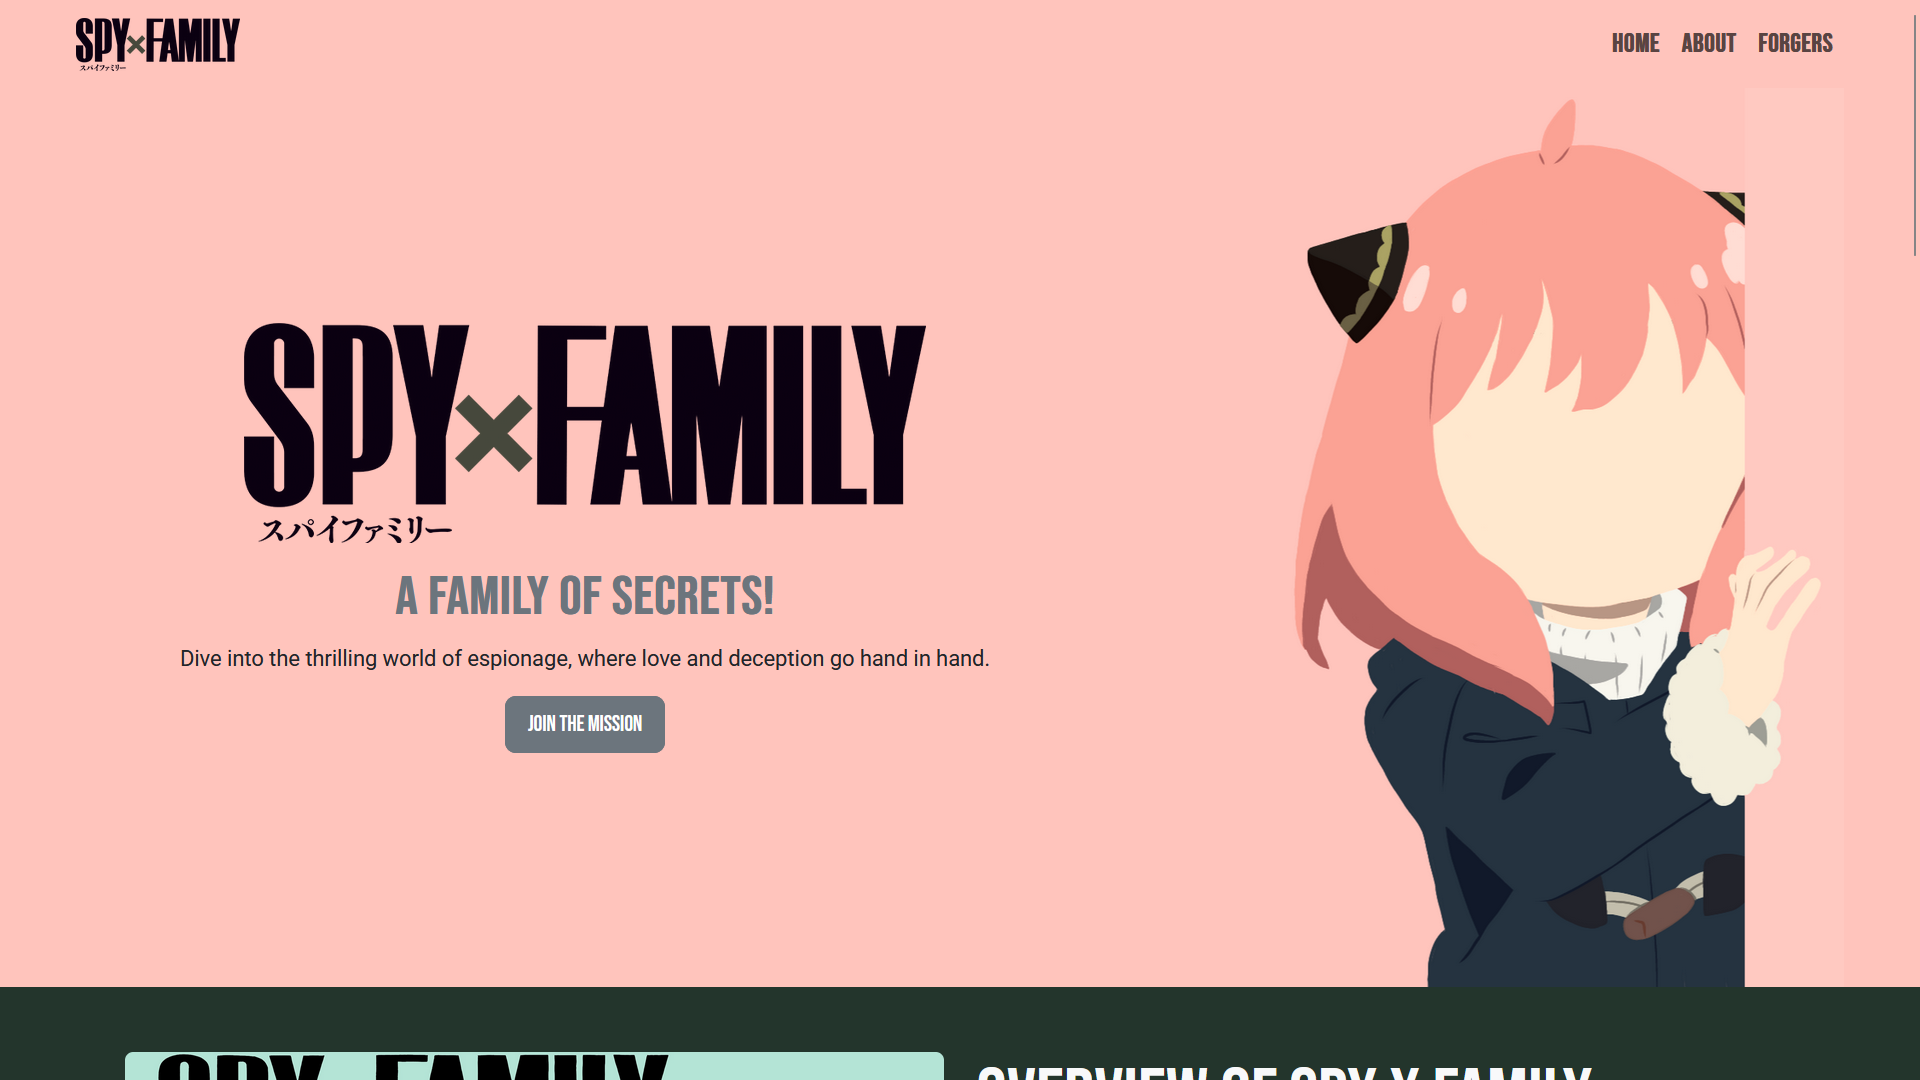 SPY×FAMILY
スパイファミリー
HOME ABOUT FORGERS
SPY×FAMILY
スパイファミリー
A FAMILY OF SECRETS!
Dive into the thrilling world of espionage, where love and deception go hand in hand.
JOIN THE MISSION
SPY FAMILY
OVERVIEW OF SPY X FAMILY